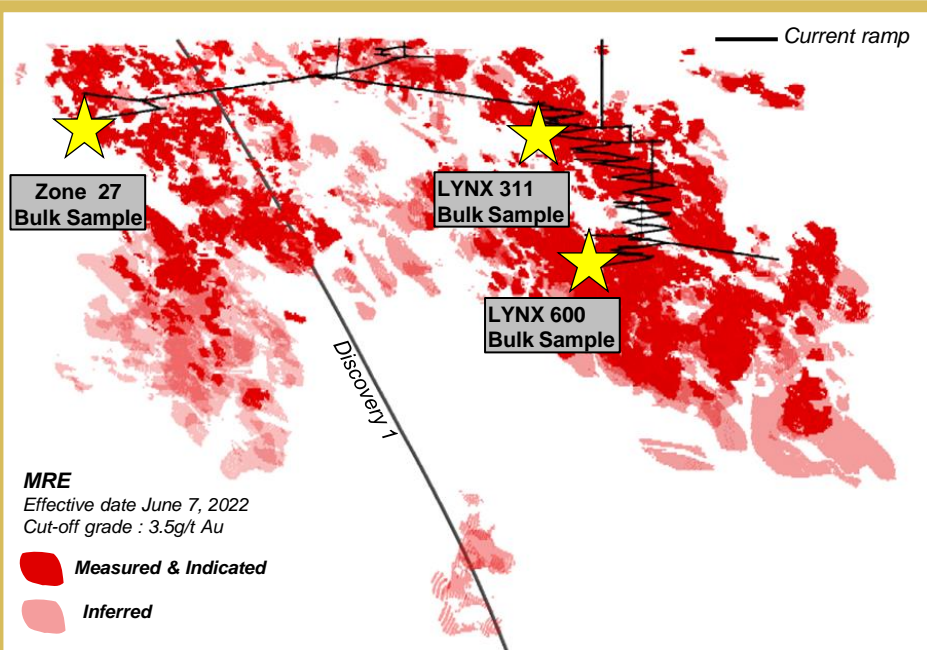 Current ramp
Zone 27
Bulk Sample
LYNX 311
Bulk Sample
LYNX 600
Bulk Sample
Discovery 1
MRE
Effective date June 7, 2022
Cut-off grade : 3.5g/t Au
Measured & Indicated
Inferred